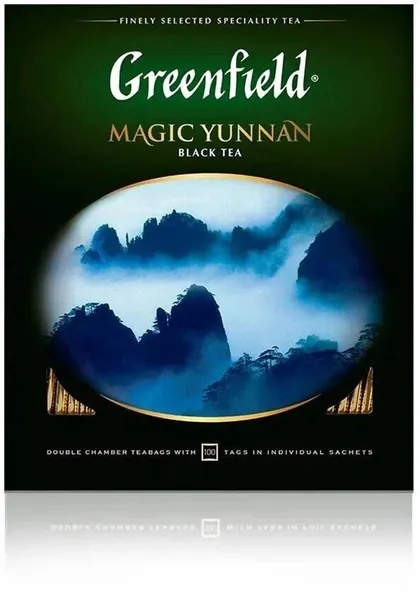 FINELY SELECTED SPECIALITY TEA
Greenfield®
MAGIC YUNNAN
BLACK TEA
DOUBLE CHAMBER TEABAGS WITH 100 TAGS IN INDIVIDUAL SACHETS